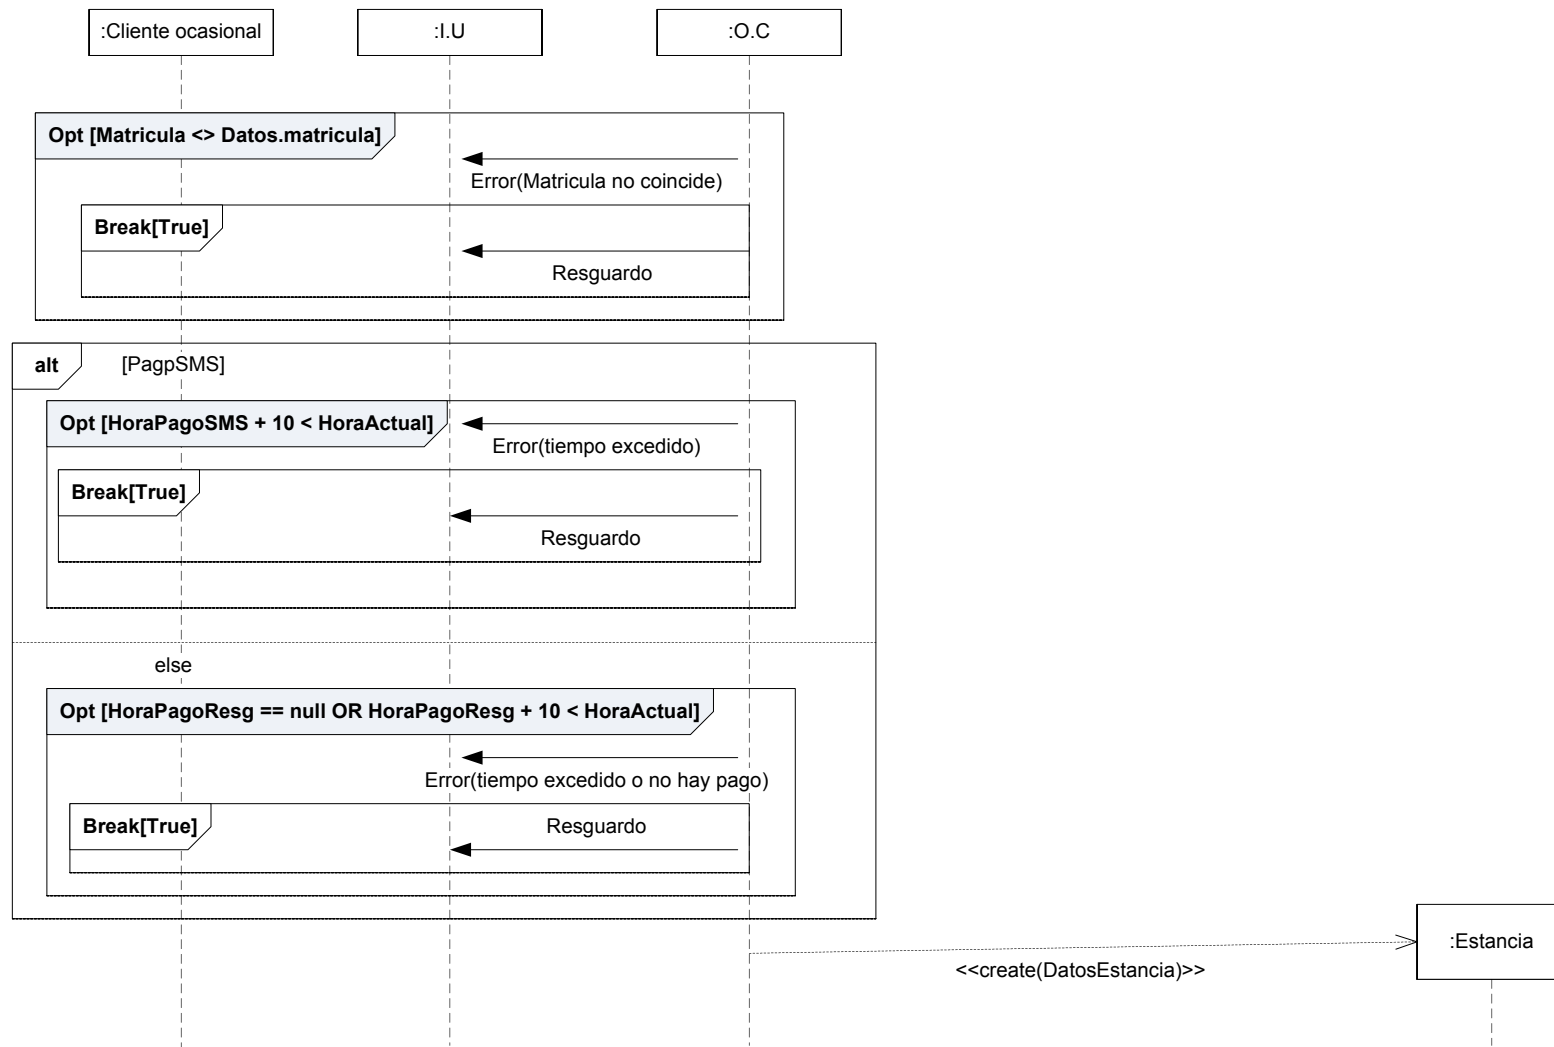 :Cliente ocasional
:I.U
:O.C
Opt [Matricula <> Datos.matricula]
Error(Matricula no coincide)
Break[True]
Resguardo
alt
[PagpSMS]
Opt [HoraPagoSMS + 10 < HoraActual]
Error(tiempo excedido)
Break[True]
Resguardo
else
Opt [HoraPagoResg == null OR HoraPagoResg + 10 < HoraActual]
Error(tiempo excedido o no hay pago)
Break[True]
Resguardo
:Estancia
<<create(DatosEstancia)>>